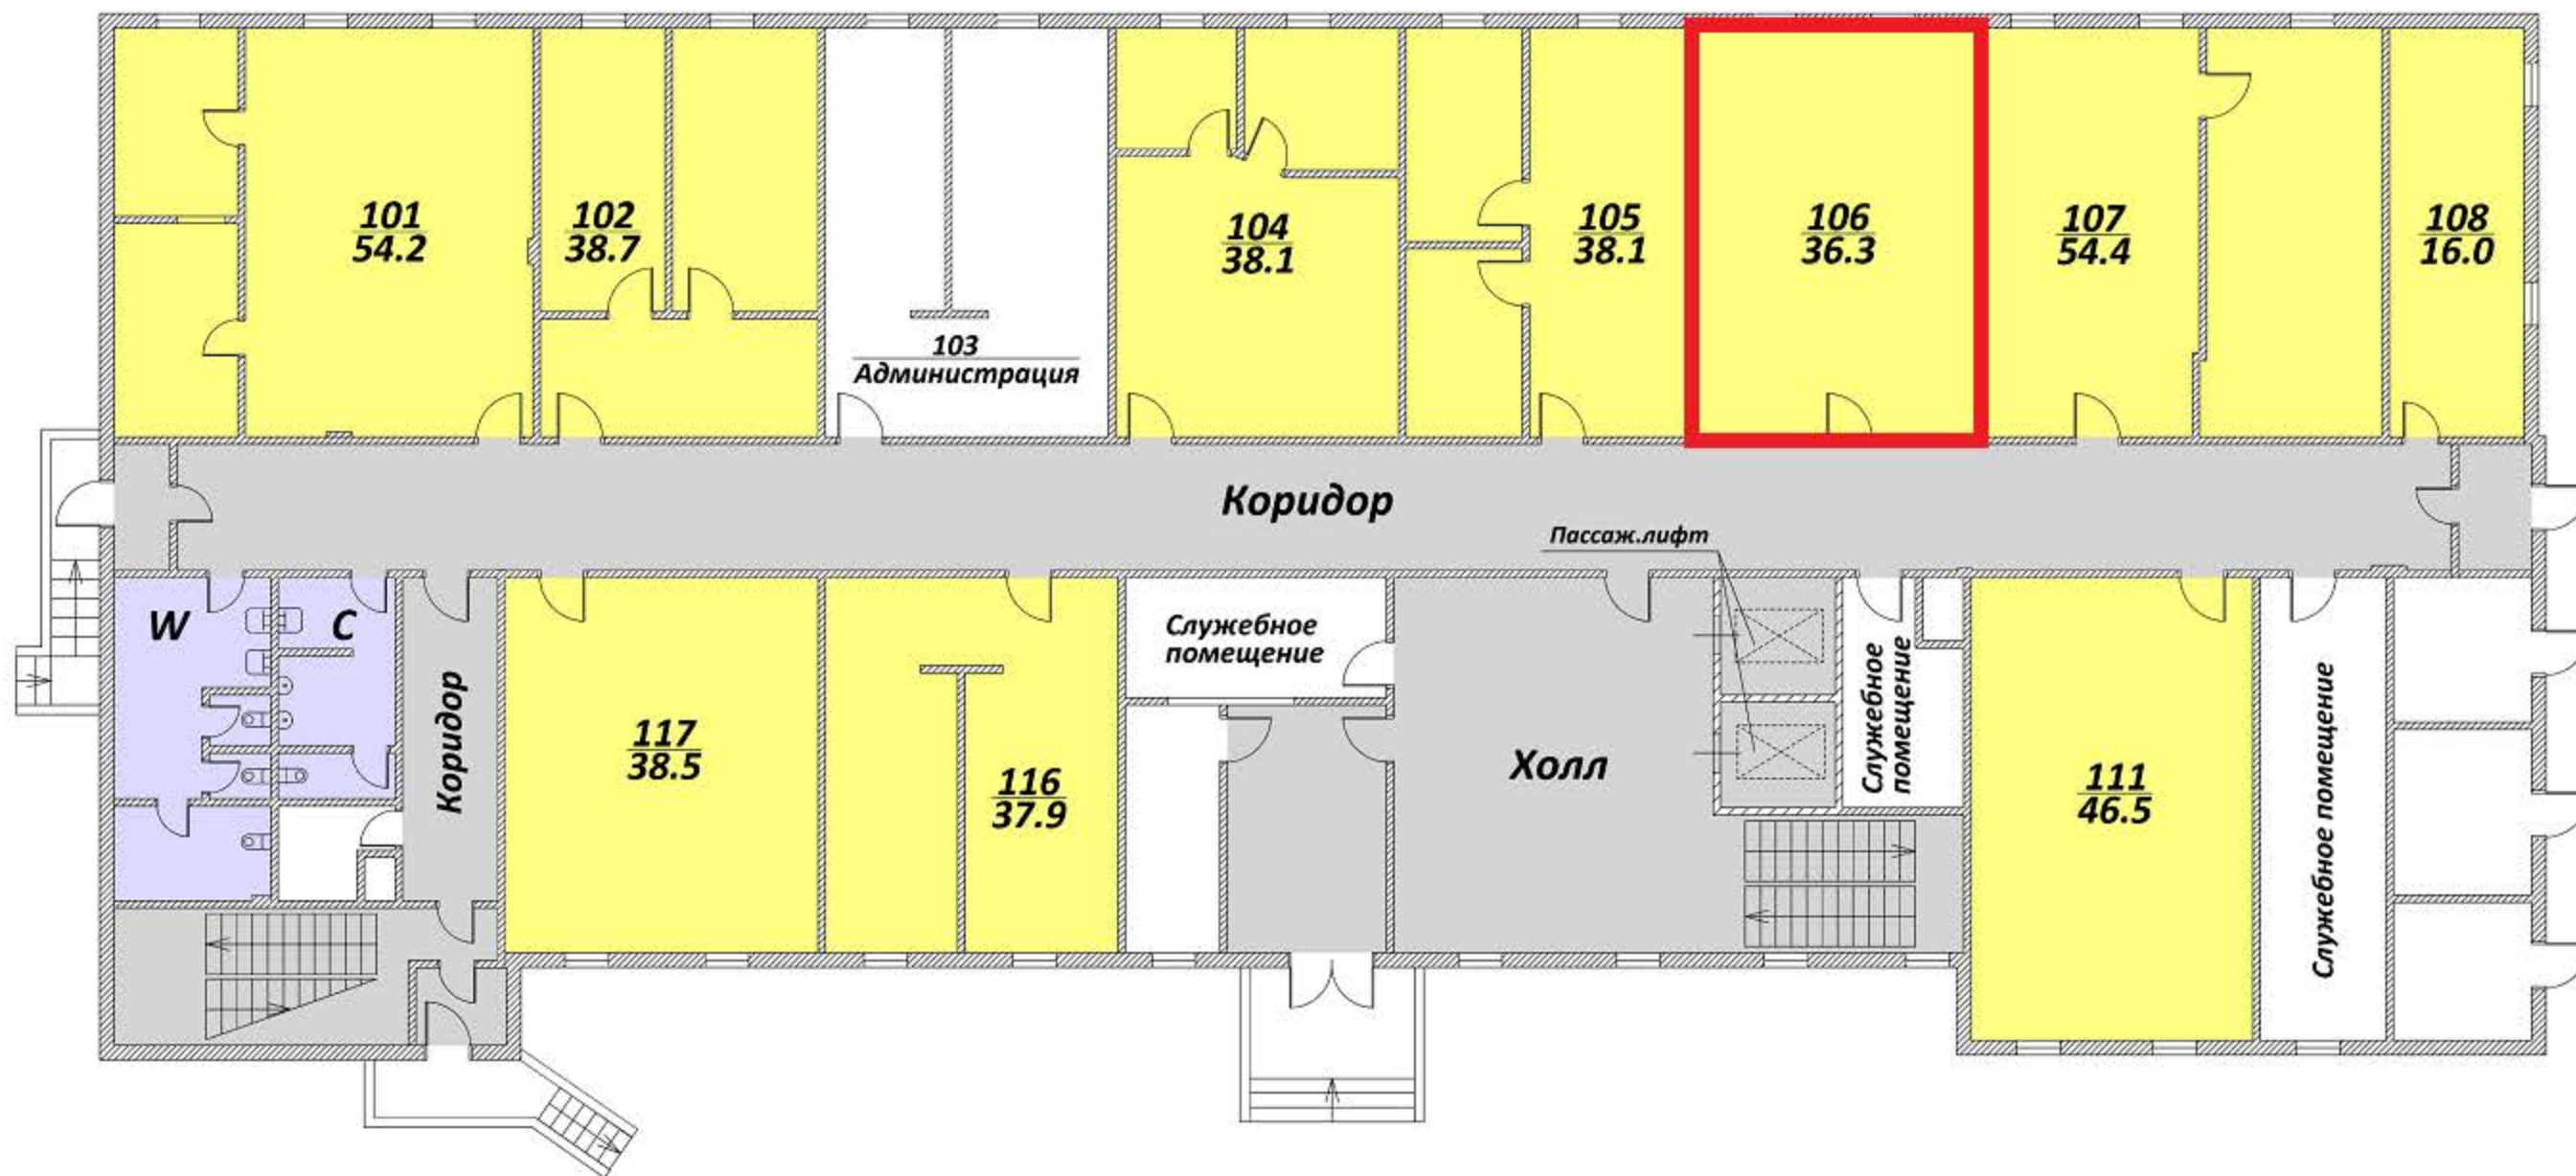 101
54.2
102
38.7
103
Администрация
104
38.1
105
38.1
106
36.3
107
54.4
108
16.0
Коридор
Пассаж.лифт
W
C
Коридор
117
38.5
116
37.9
Служебное
помещение
Холл
Служебное
помещение
111
46.5
Служебное помещение